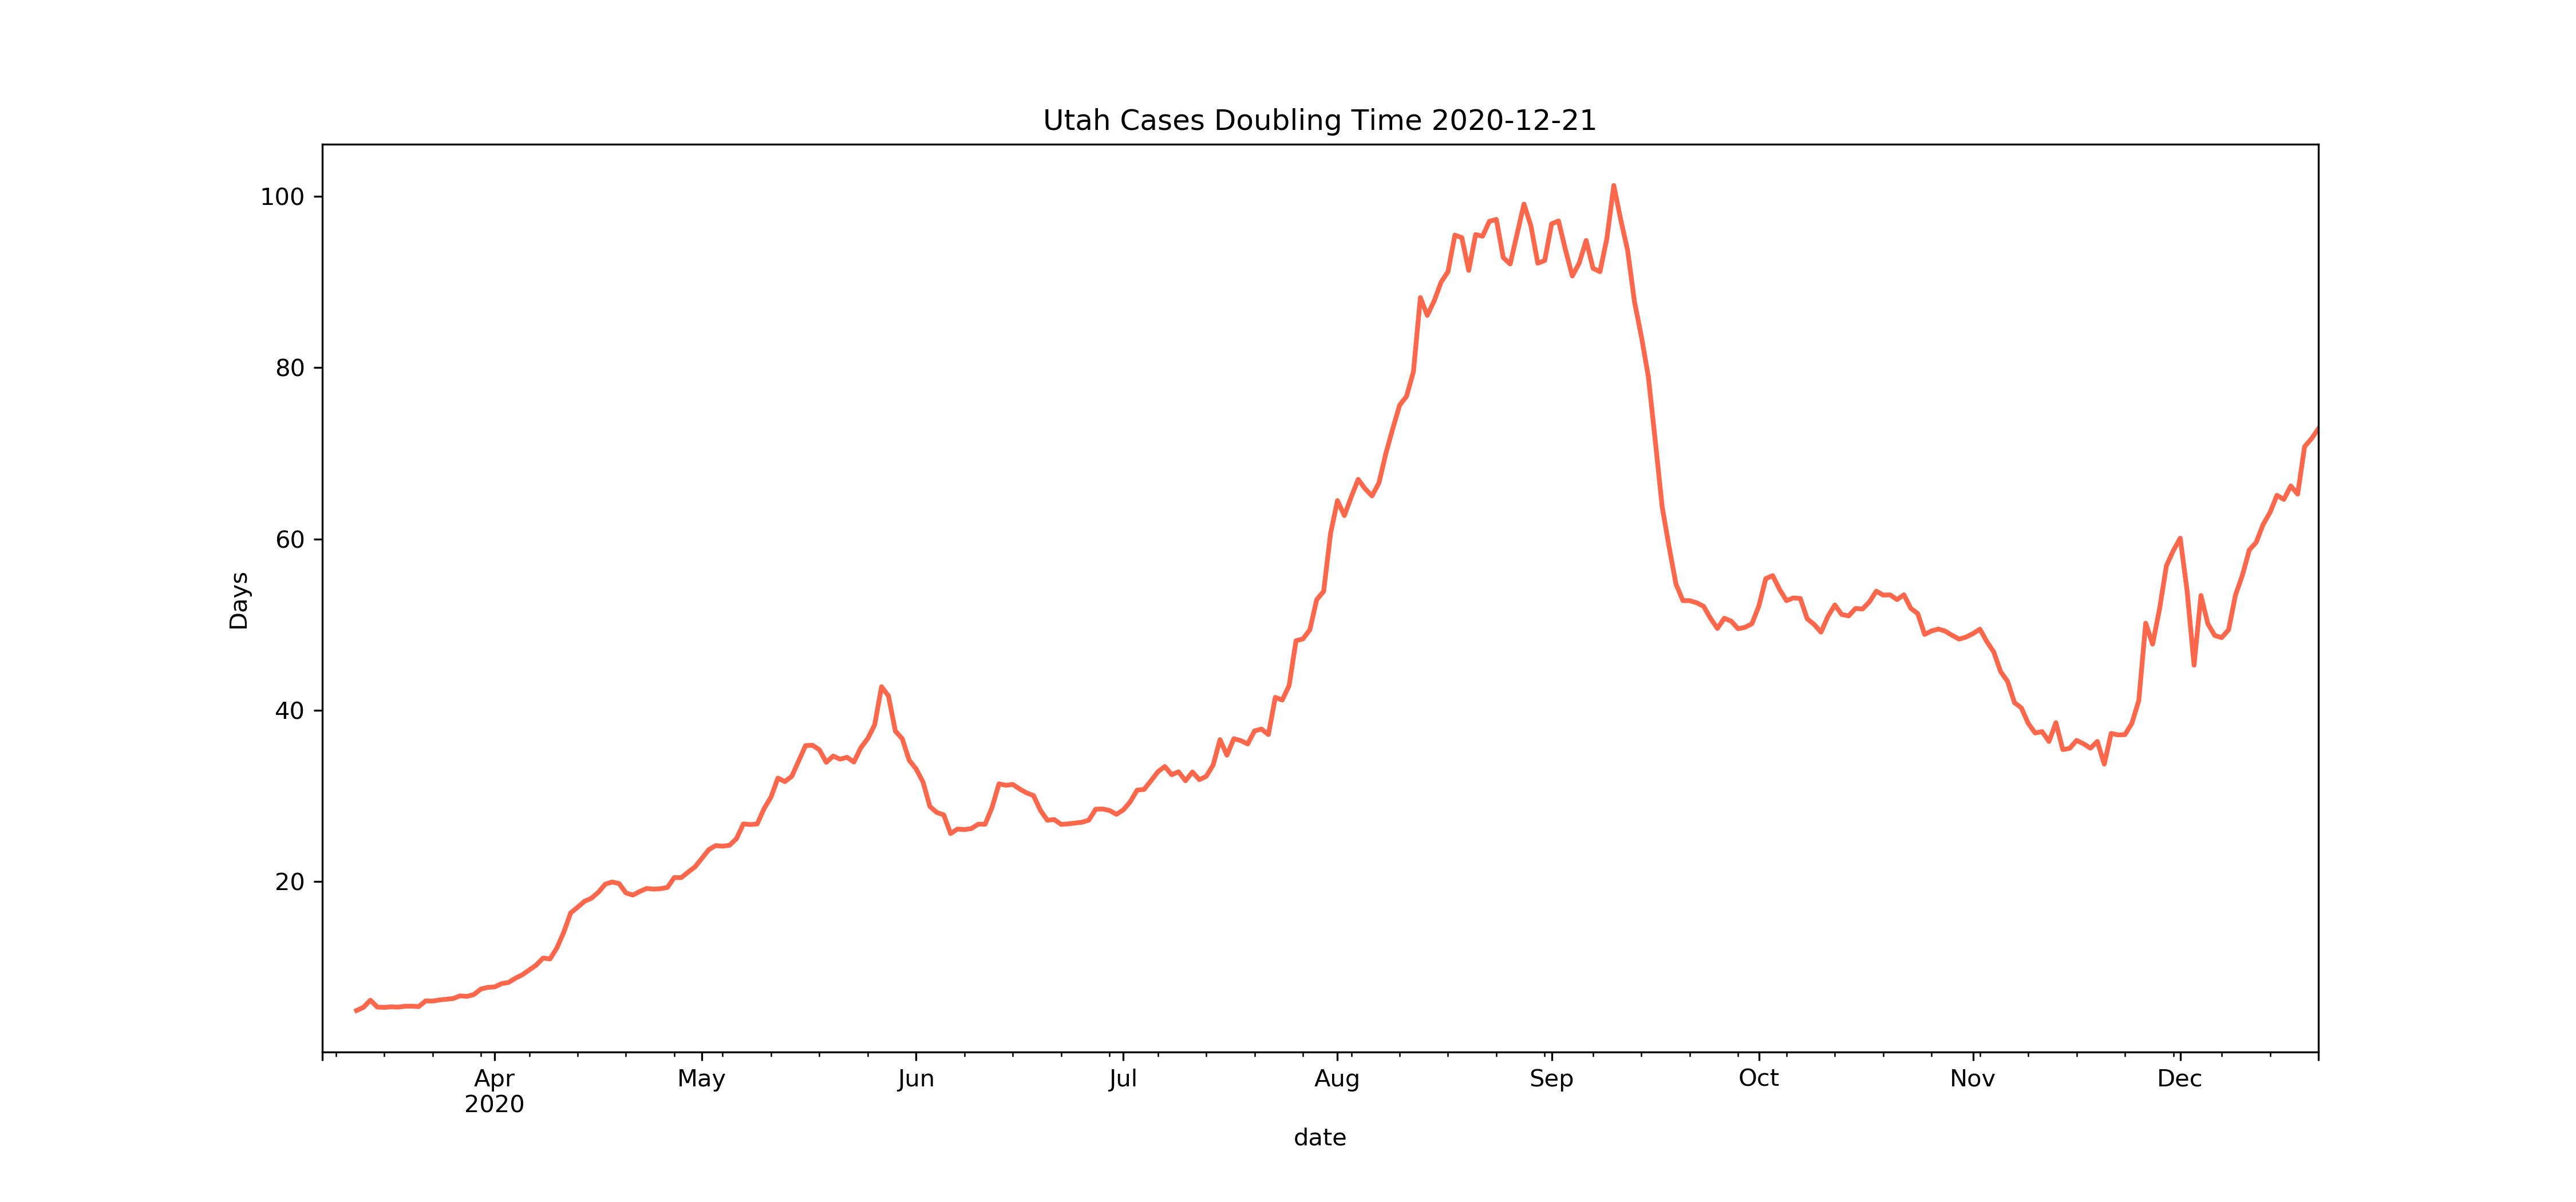 Utah Cases Doubling Time 2020-12-21
100
80
60
40
20
Days
Apr May Jun Jul Aug Sep Oct Nov Dec
2020
date